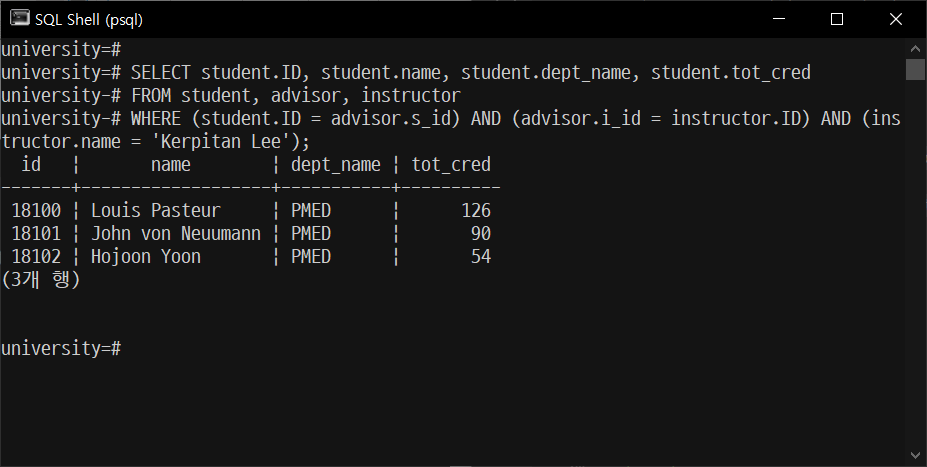 SQL Shell (psql)
university=#
university=# SELECT student.ID, student.name, student.dept_name, student.tot_cred
university-# FROM student, advisor, instructor
university-# WHERE (student.ID = advisor.s_id) AND (advisor.i_id = instructor.ID) AND (ins
tructor.name = 'Kerpitan Lee');
  id   ¦       name        ¦ dept_name ¦ tot_cred
-------+-------------------+-----------+----------
 18100 ¦ Louis Pasteur     ¦ PMED      ¦      126
 18101 ¦ John von Neuumann ¦ PMED      ¦       90
 18102 ¦ Hojoon Yoon       ¦ PMED      ¦       54
(3개 행)
university=#